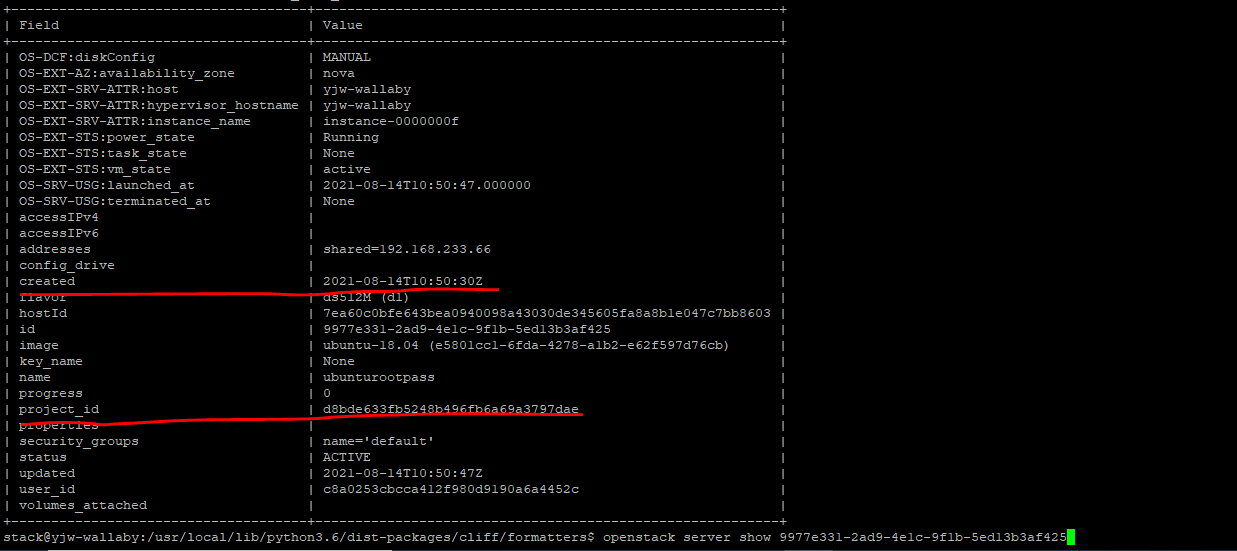 +-------------------------------------+----------------------------------------------------------+
| Field | Value |
+-------------------------------------+----------------------------------------------------------+
| OS-DCF:diskConfig | MANUAL |
| OS-EXT-AZ:availability_zone | nova |
| OS-EXT-SRV-ATTR:host | yjw-wallaby |
| OS-EXT-SRV-ATTR:hypervisor_hostname | yjw-wallaby |
| OS-EXT-SRV-ATTR:instance_name | instance-0000000f |
| OS-EXT-STS:power_state | Running |
| OS-EXT-STS:task_state | None |
| OS-EXT-STS:vm_state | active |
| OS-SRV-USG:launched_at | 2021-08-14T10:50:47.000000 |
| OS-SRV-USG:terminated_at | None |
| accessIPv4 | |
| accessIPv6 | |
| addresses | shared=192.168.233.66 |
| config_drive | |
| created | 2021-08-14T10:50:30Z |
| flavor | ds512M (d1) |
| hostId | 7ea60c0bfe643bea0940098a43030de345605fa8a8b1e047c7bb8603 |
| id | 9977e331-2ad9-4e1c-9f1b-5ed13b3af425 |
| image | ubuntu-18.04 (e5801cc1-6fda-4278-a1b2-e62f597d76cb) |
| key_name | None |
| name | ubunturootpass |
| progress | 0 |
| project_id | d8bde633fb5248b496fb6a69a3797dae |
| properties | |
| security_groups | name='default' |
| status | ACTIVE |
| updated | 2021-08-14T10:50:47Z |
| user_id | c8a0253cbcca412f980d9190a6a4452c |
| volumes_attached | |
+-------------------------------------+----------------------------------------------------------+
stack@yjw-wallaby:/usr/local/lib/python3.6/dist-packages/cliff/formatters$ openstack server show 9977e331-2ad9-4e1c-9f1b-5ed13b3af425